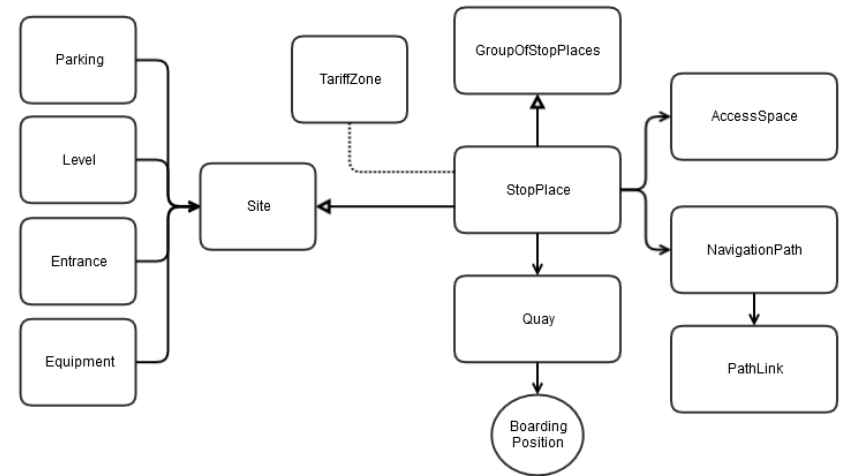 Parking
Level
Entrance
Equipment
Site
TariffZone
GroupOfStopPlaces
StopPlace
Quay
Boarding
Position
AccessSpace
NavigationPath
PathLink